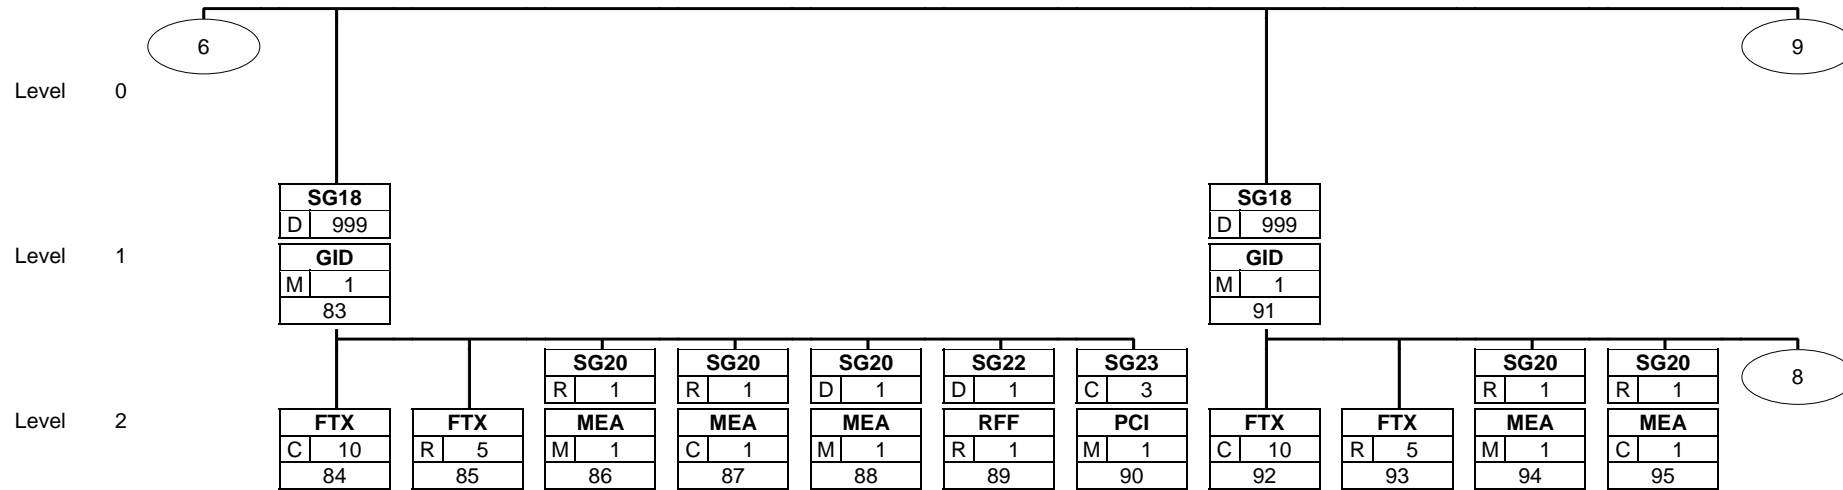 6 9
Level 0
SG18 SG18
D 999 D 999
Level 1
GID GID
M 1 M 1
83 91
SG20 SG20 SG20 SG22 SG23 SG20 SG20
R 1 R 1 D 1 D 1 C 3 R 1 R 1
8
Level 2
FTX FTX MEA MEA MEA RFF PCI FTX FTX MEA MEA
C 10 R 5 M 1 C 1 M 1 R 1 M 1 C 10 R 5 M 1 C 1
84 85 86 87 88 89 90 92 93 94 95